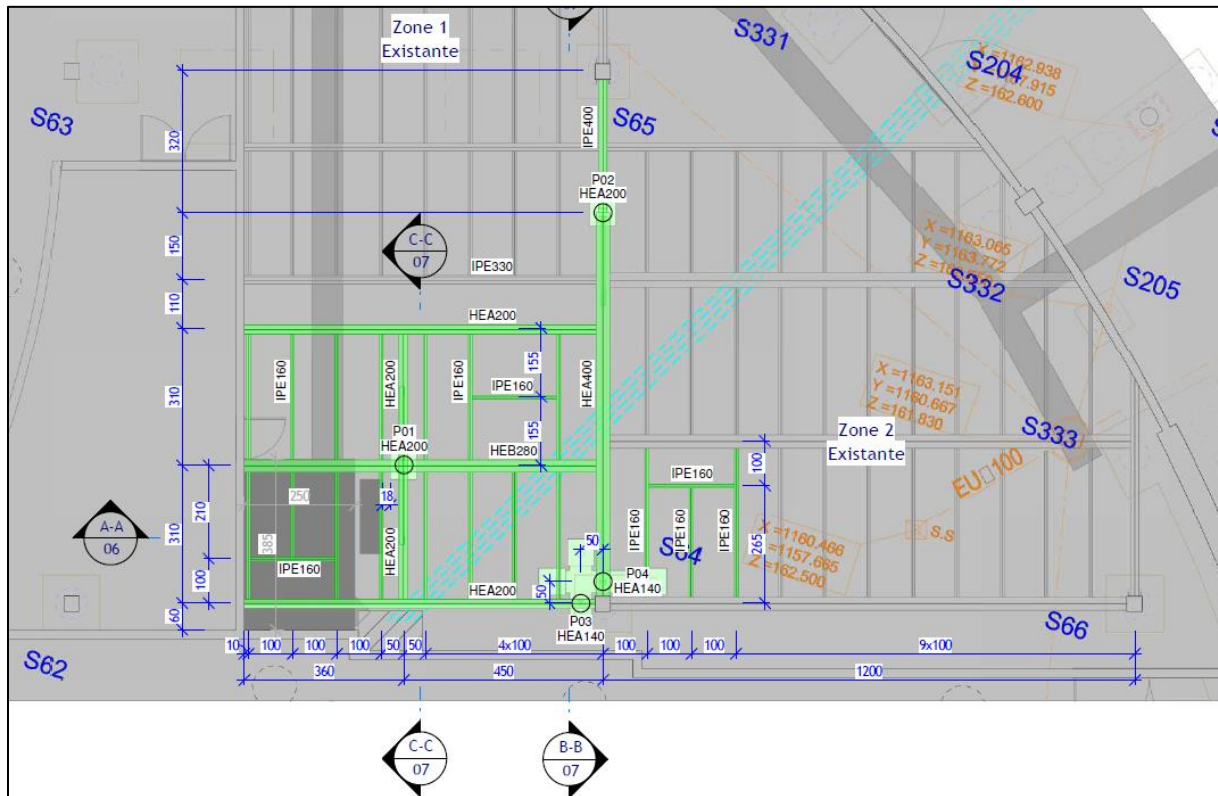 Zone 1
Existante
S331
X =1162.938
Z =162.600
S204
S63
S65
IPE400
320
P02
HEA200
C-C
07
150
IPE330
X =1163.065
Y =1163.772
S332
S205
110
HEA200
IPE160
HEA200
IPE160
155
IPE160
155
HEA400
310
X =1163.151
Y =1160.667
Z =161.830
Zone 2
Existante
S333
P01
HEA200
HEB280
EU□100
IPE160
100
250
18
A-A
06
310
210
385
HEA200
50
IPE160
IPE160
IPE160
265
S.S
X =1160.466
Y =1157.665
Z =162.500
IPE160
100
HEA200
50
P04
HEA140
60
P03
HEA140
S66
S62
10
100
100
100
50
50
4x100
100
100
100
9x100
360
450
1200
C-C
07
B-B
07